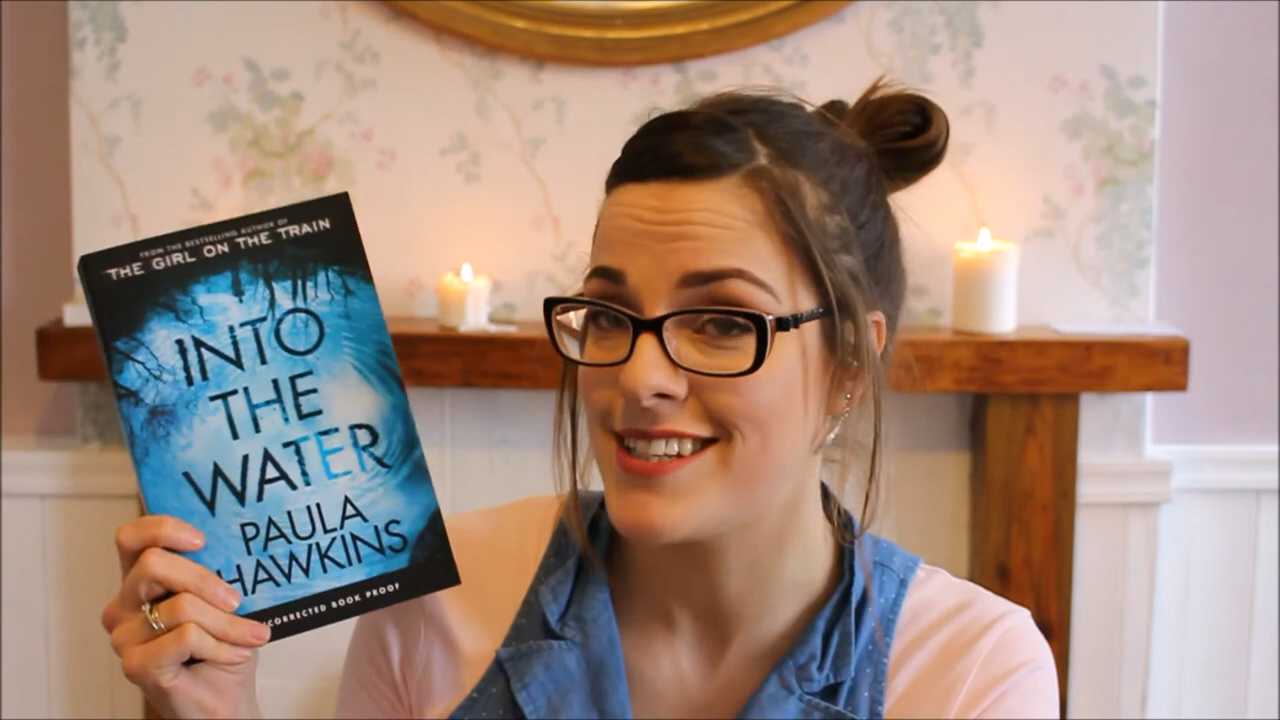 FROM THE BESTSELLING AUTHOR OF
THE GIRL ON THE TRAIN
INTO
THE
WATER
PAULA
HAWKINS
CORRECTED BOOK PROOF